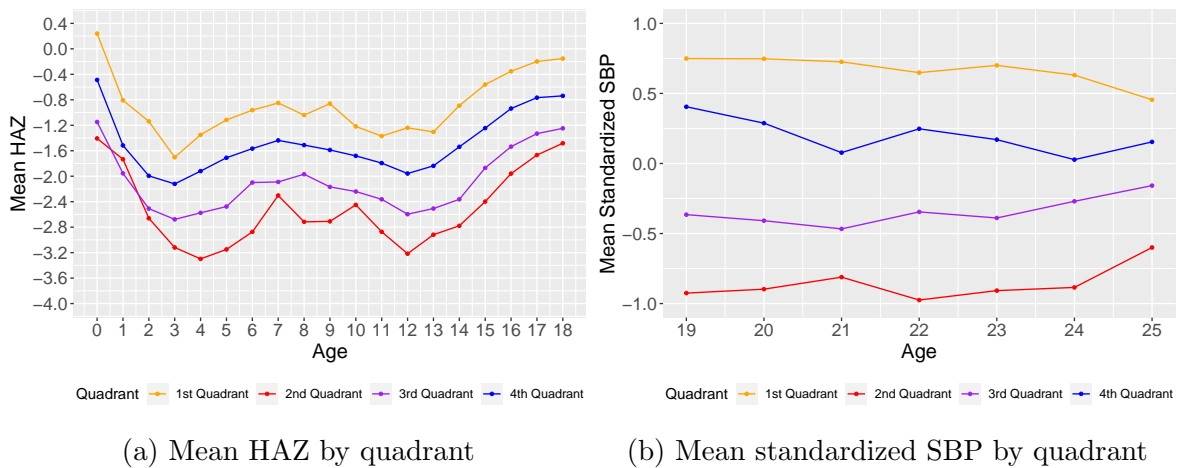 0.4
0.0
−0.4
−0.8
−1.2
−1.6
−2.0
−2.4
−2.8
−3.2
−3.6
−4.0
Mean HAZ
0 1 2 3 4 5 6 7 8 9 10 11 12 13 14 15 16 17 18
Age
Quadrant 1st Quadrant 2nd Quadrant 3rd Quadrant 4th Quadrant
(a) Mean HAZ by quadrant
1.0
0.5
0.0
−0.5
−1.0
Mean Standardized SBP
19 20 21 22 23 24 25
Age
Quadrant 1st Quadrant 2nd Quadrant 3rd Quadrant 4th Quadrant
(b) Mean standardized SBP by quadrant